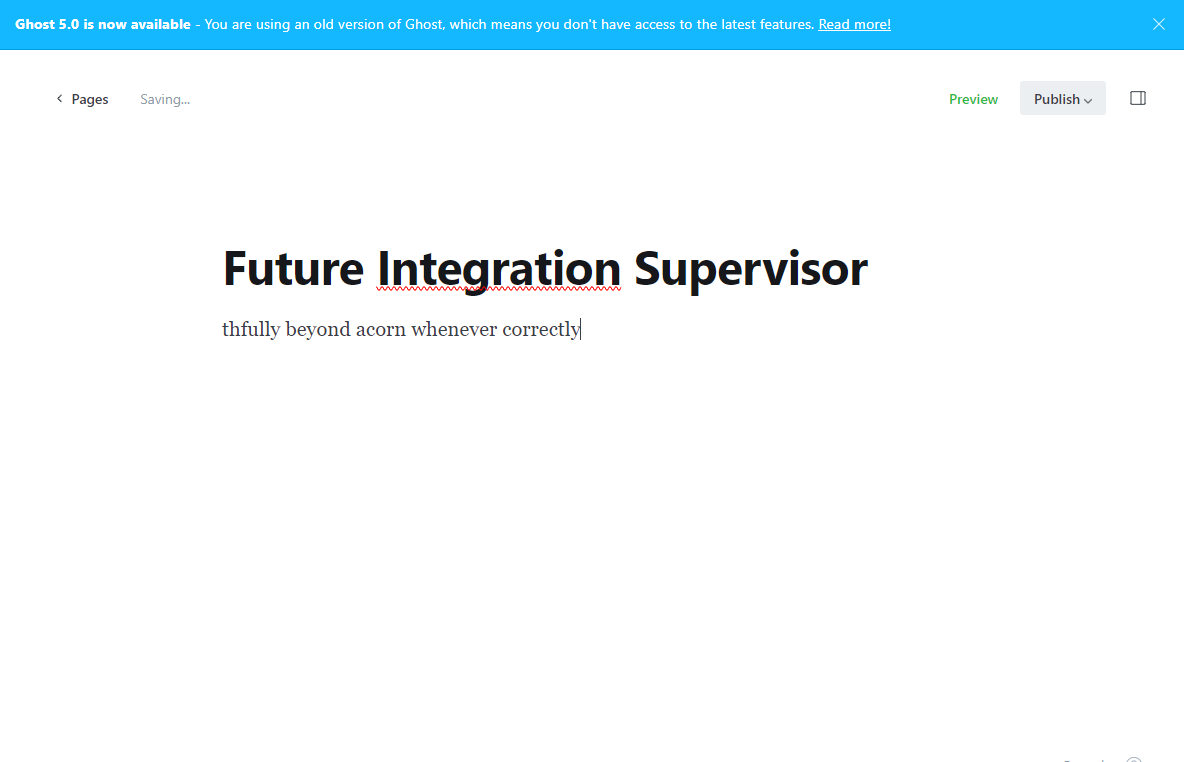 Ghost 5.0 is now available - You are using an old version of Ghost, which means you don't have access to the latest features. Read more!
Pages Saving... Preview Publish
Future Integration Supervisor
thfully beyond acorn whenever correctly